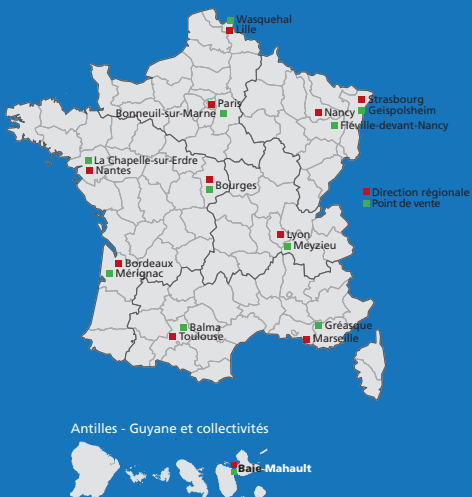 Wasquehal
Lille
Paris
Bonneuil-sur-Marne
Strasbourg
Geispolsheim
Nancy
Fléville-devant-Nancy
La Chapelle-sur-Erdre
Nantes
Bourges
Direction régionale
Point de vente
Lyon
Meyzieu
Bordeaux
Mérignac
Balma
Toulouse
Gréasque
Marseille
Antilles - Guyane et collectivités
Baie-Mahault